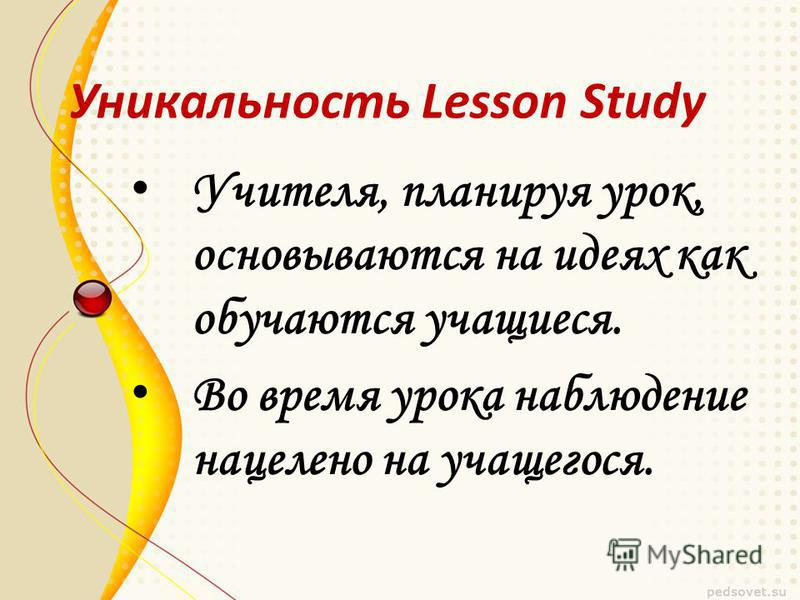 Уникальность Lesson Study
• Учителя, планируя урок,
основываются на идеях как
обучаются учащиеся.
• Во время урока наблюдение
нацелено на учащегося.
MyShared
pedsovet.su